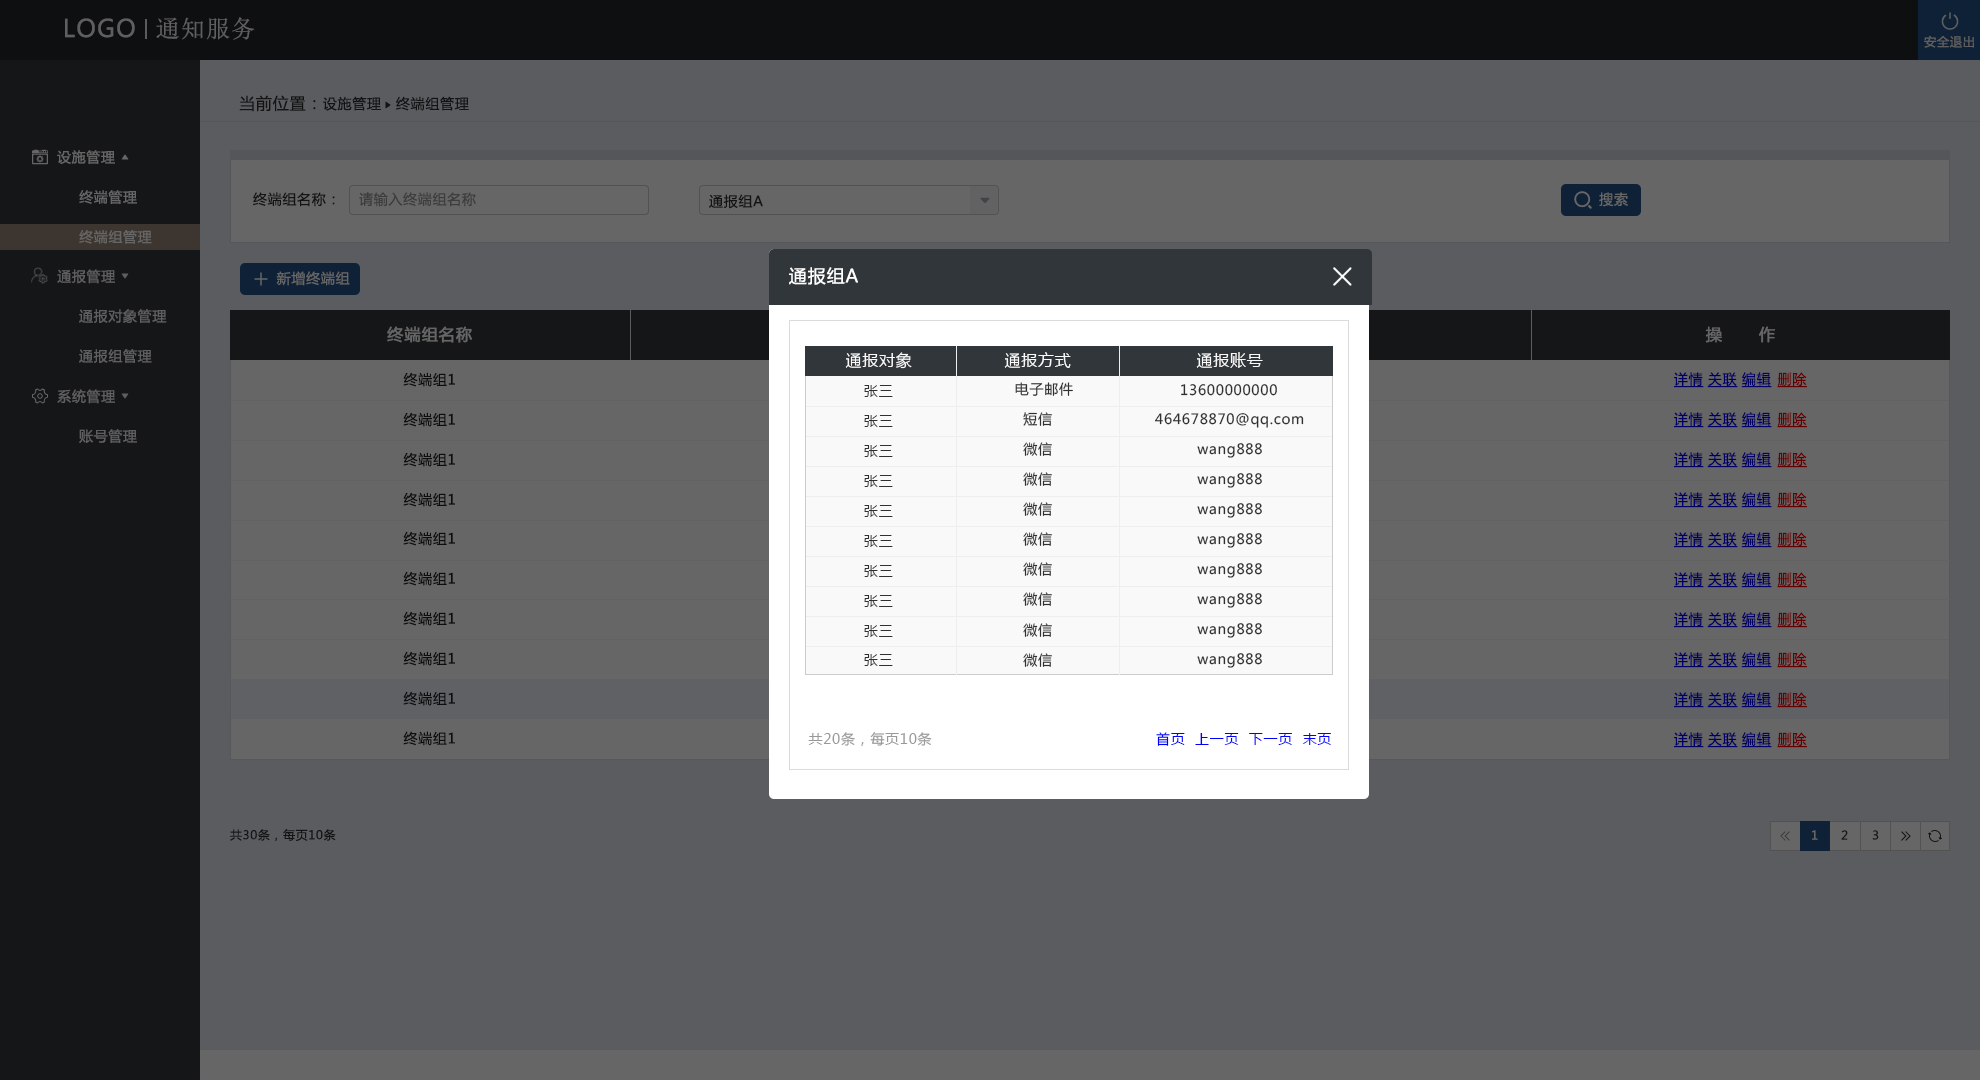 LOGO | 通知服务
安全退出
当前位置：设施管理 ▸ 终端组管理
设施管理
终端管理
终端组管理
通报管理
通报对象管理
通报组管理
系统管理
账号管理
终端组名称： 请输入终端组名称 通报组A 搜索
新增终端组
终端组名称 操 作
终端组1 详情 关联 编辑 删除
终端组1 详情 关联 编辑 删除
终端组1 详情 关联 编辑 删除
终端组1 详情 关联 编辑 删除
终端组1 详情 关联 编辑 删除
终端组1 详情 关联 编辑 删除
终端组1 详情 关联 编辑 删除
终端组1 详情 关联 编辑 删除
终端组1 详情 关联 编辑 删除
终端组1 详情 关联 编辑 删除
共30条，每页10条 « 1 2 3 »
通报组A
通报对象 通报方式 通报账号
张三 电子邮件 13600000000
张三 短信 464678870@qq.com
张三 微信 wang888
张三 微信 wang888
张三 微信 wang888
张三 微信 wang888
张三 微信 wang888
张三 微信 wang888
张三 微信 wang888
张三 微信 wang888
共20条，每页10条 首页 上一页 下一页 末页